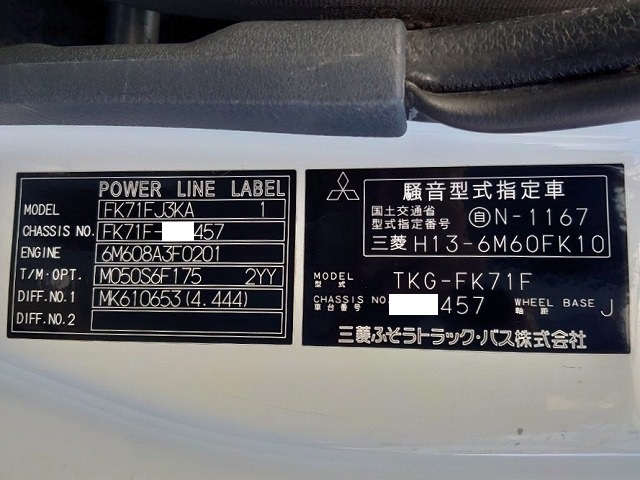 POWER LINE LABEL
MODEL FK71FJ3KA 1
CHASSIS NO. FK71F- 457
ENGINE 6M608A3F0201
T/M·OPT. M050S6F175 2YY
DIFF.NO.1 MK610653(4.444)
DIFF.NO.2
騒音型式指定車
国土交通省
型式指定番号 自N-1167
三菱 H13-6M60FK10
MODEL
型式 TKG-FK71F
CHASSIS NO.
車台番号 457 WHEEL BASE
軸距 J
三菱ふそうトラック・バス株式会社